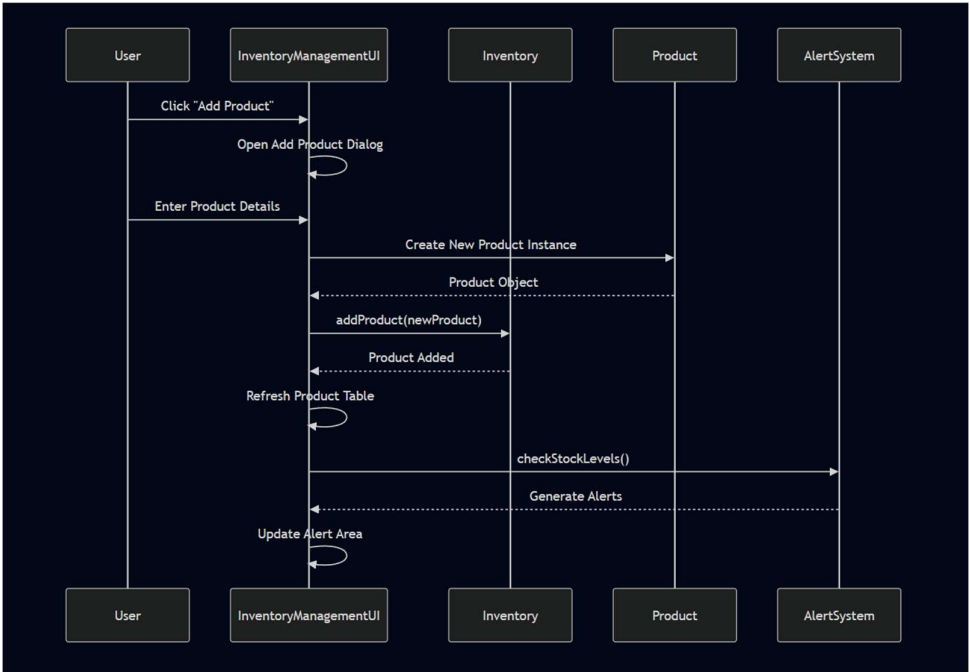 User
InventoryManagementUI
Inventory
Product
AlertSystem
Click "Add Product"
Open Add Product Dialog
Enter Product Details
Create New Product Instance
Product Object
addProduct(newProduct)
Product Added
Refresh Product Table
checkStockLevels()
Generate Alerts
Update Alert Area
User
InventoryManagementUI
Inventory
Product
AlertSystem